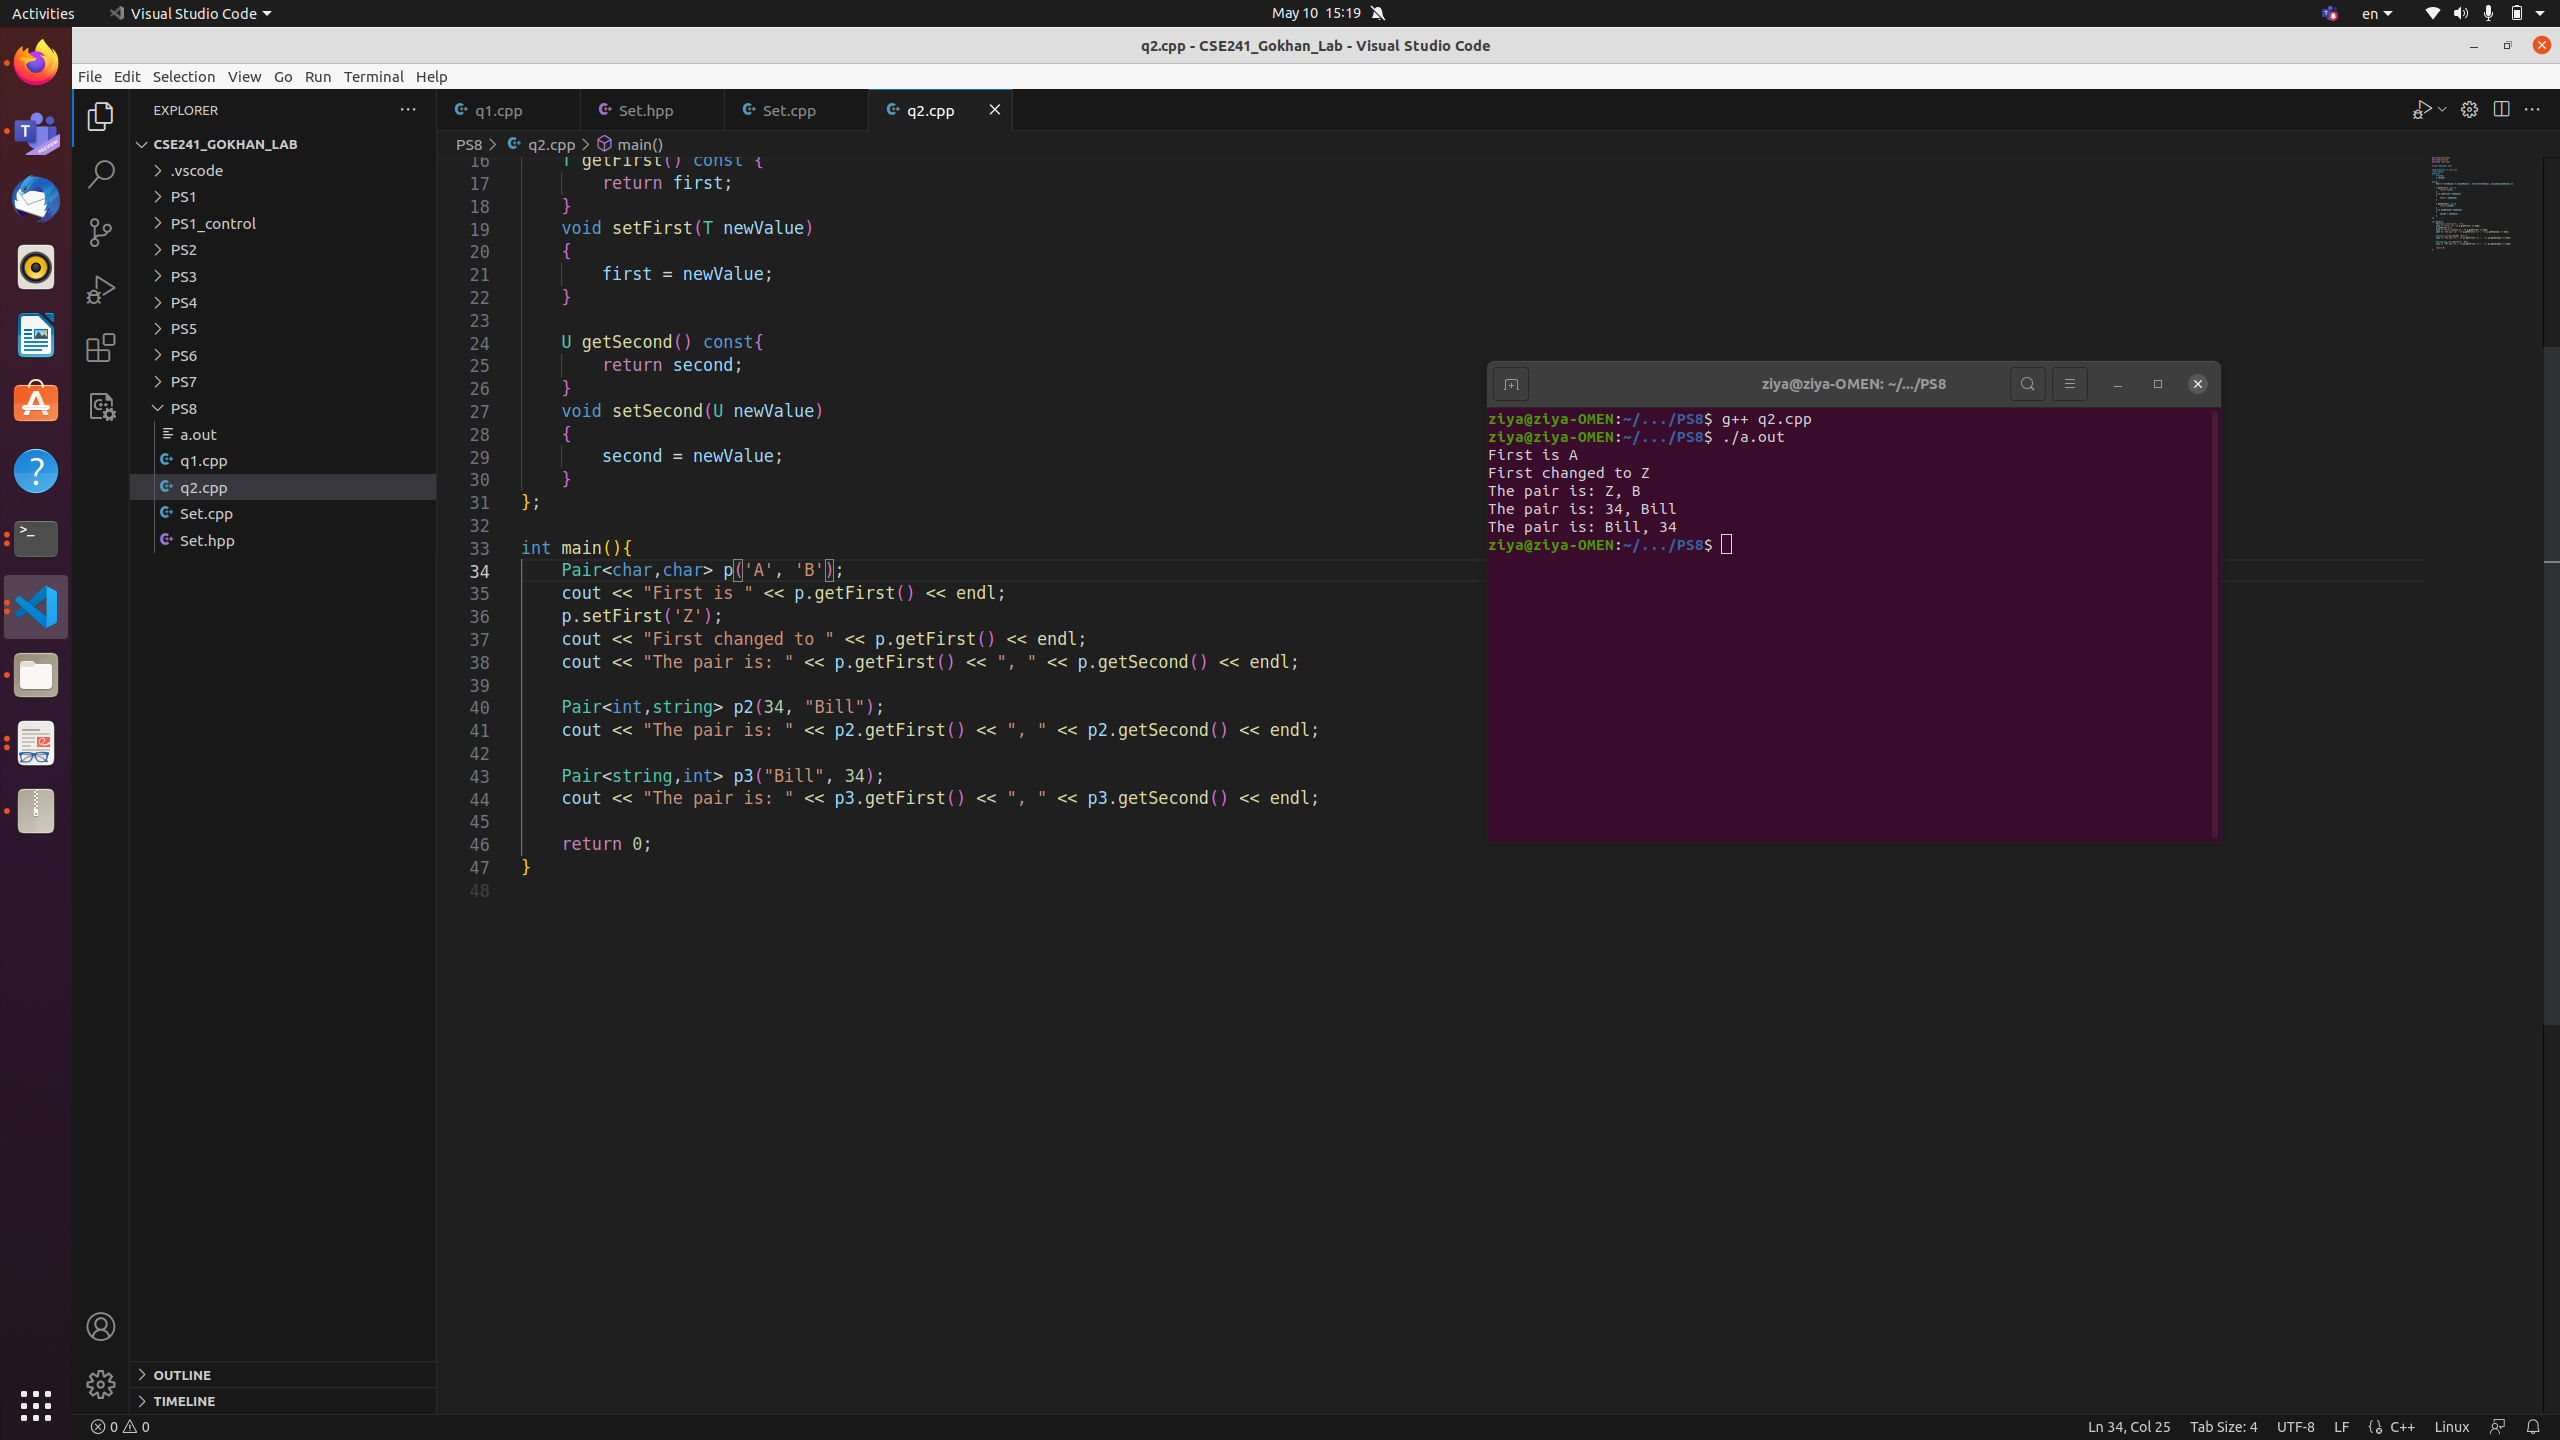 Activities
Visual Studio Code
May 10 15:19
en
q2.cpp - CSE241_Gokhan_Lab - Visual Studio Code
File Edit Selection View Go Run Terminal Help
EXPLORER
CSE241_GOKHAN_LAB
.vscode
PS1
PS1_control
PS2
PS3
PS4
PS5
PS6
PS7
PS8
a.out
q1.cpp
q2.cpp
Set.cpp
Set.hpp
OUTLINE
TIMELINE
q1.cpp Set.hpp Set.cpp q2.cpp
PS8 > q2.cpp > main()
16 T getFirst() const {
17 return first;
18 }
19 void setFirst(T newValue)
20 {
21 first = newValue;
22 }
23
24 U getSecond() const{
25 return second;
26 }
27 void setSecond(U newValue)
28 {
29 second = newValue;
30 }
31 };
32
33 int main(){
34 Pair<char,char> p('A', 'B');
35 cout << "First is " << p.getFirst() << endl;
36 p.setFirst('Z');
37 cout << "First changed to " << p.getFirst() << endl;
38 cout << "The pair is: " << p.getFirst() << ", " << p.getSecond() << endl;
39
40 Pair<int,string> p2(34, "Bill");
41 cout << "The pair is: " << p2.getFirst() << ", " << p2.getSecond() << endl;
42
43 Pair<string,int> p3("Bill", 34);
44 cout << "The pair is: " << p3.getFirst() << ", " << p3.getSecond() << endl;
45
46 return 0;
47 }
48
ziya@ziya-OMEN: ~/.../PS8
ziya@ziya-OMEN:~/.../PS8$ g++ q2.cpp
ziya@ziya-OMEN:~/.../PS8$ ./a.out
First is A
First changed to Z
The pair is: Z, B
The pair is: 34, Bill
The pair is: Bill, 34
ziya@ziya-OMEN:~/.../PS8$
0 0
Ln 34, Col 25 Tab Size: 4 UTF-8 LF {} C++ Linux